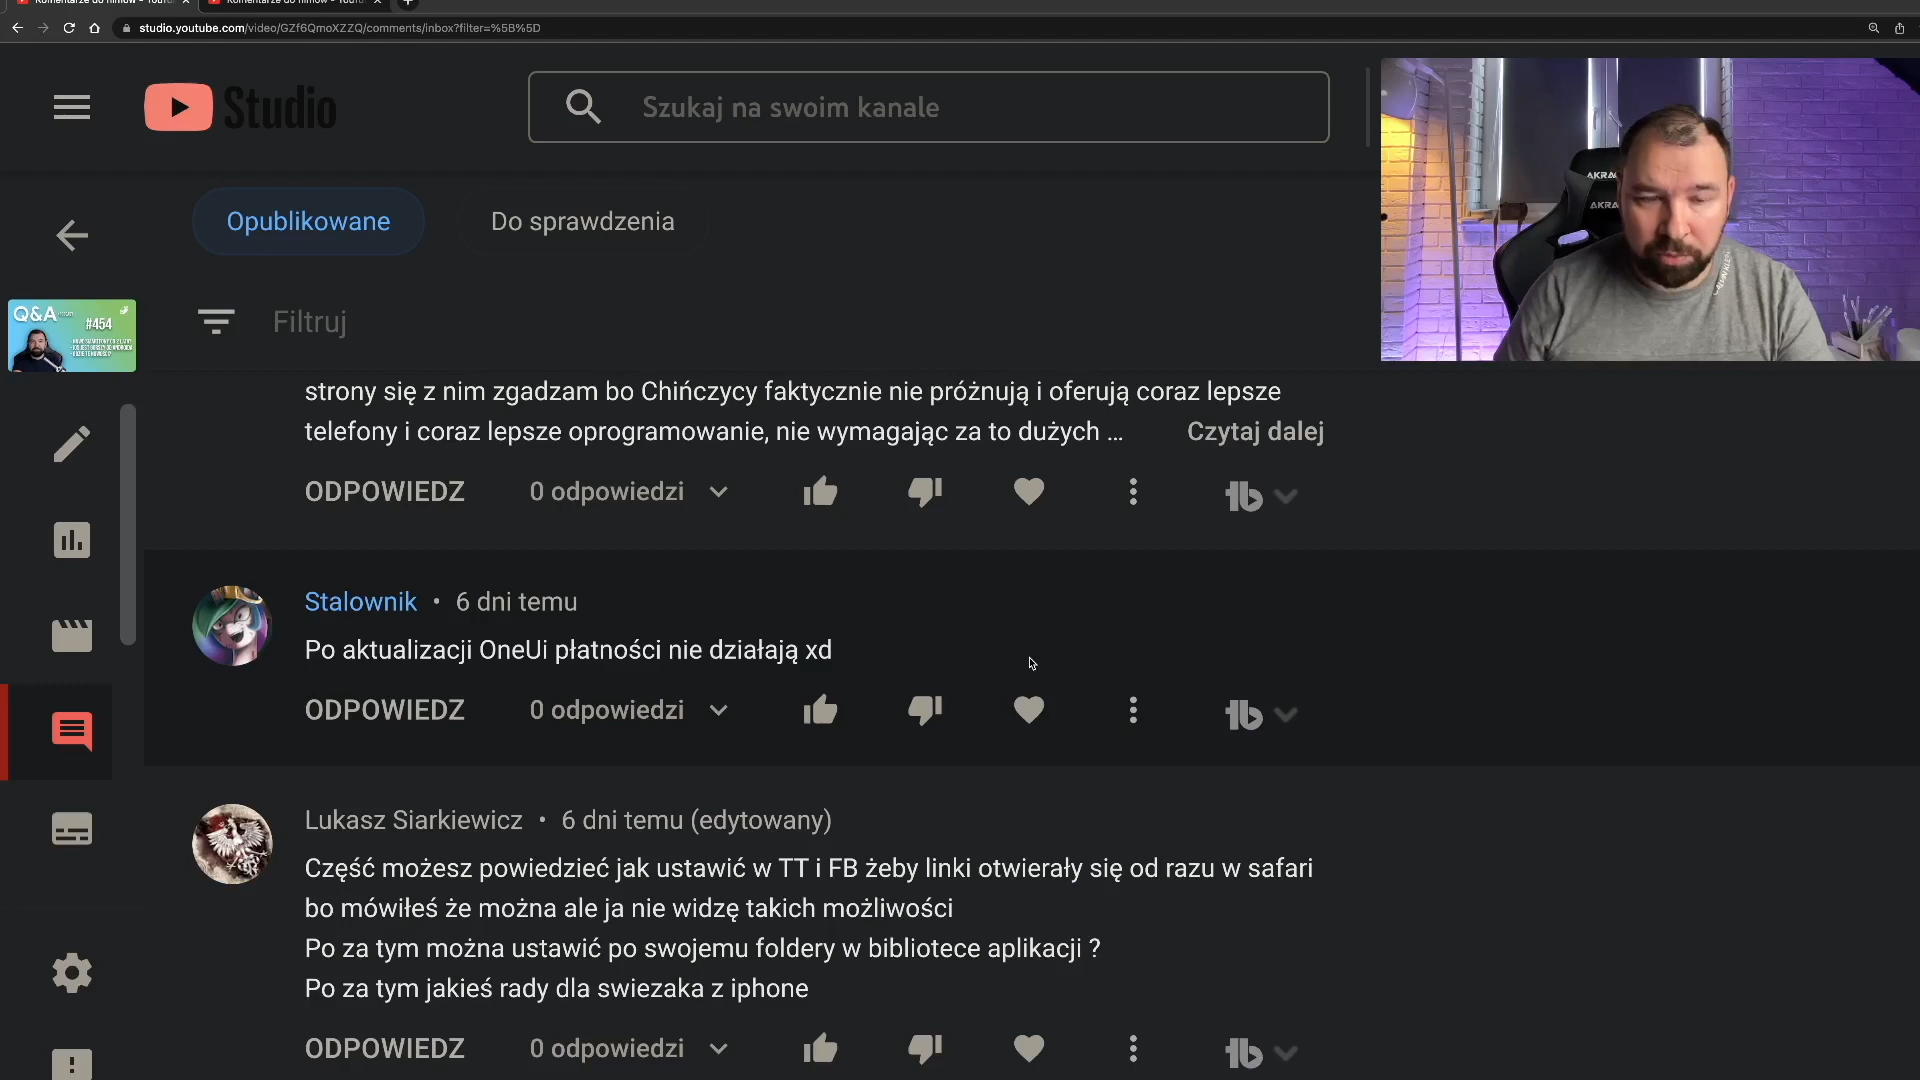 studio.youtube.com/video/GZf6QmoXZZQ/comments/inbox?filter=%5B%5D
Studio
Szukaj na swoim kanale
AKRA
AKRA
Opublikowane
Do sprawdzenia
Q&A
#454
Filtruj
strony się z nim zgadzam bo Chińczycy faktycznie nie próżnują i oferują coraz lepsze
telefony i coraz lepsze oprogramowanie, nie wymagając za to dużych ... Czytaj dalej
ODPOWIEDZ 0 odpowiedzi
Stalownik • 6 dni temu
Po aktualizacji OneUi płatności nie działają xd
ODPOWIEDZ 0 odpowiedzi
Lukasz Siarkiewicz • 6 dni temu (edytowany)
Część możesz powiedzieć jak ustawić w TT i FB żeby linki otwierały się od razu w safari
bo mówiłeś że można ale ja nie widzę takich możliwości
Po za tym można ustawić po swojemu foldery w bibliotece aplikacji ?
Po za tym jakieś rady dla swiezaka z iphone
ODPOWIEDZ 0 odpowiedzi